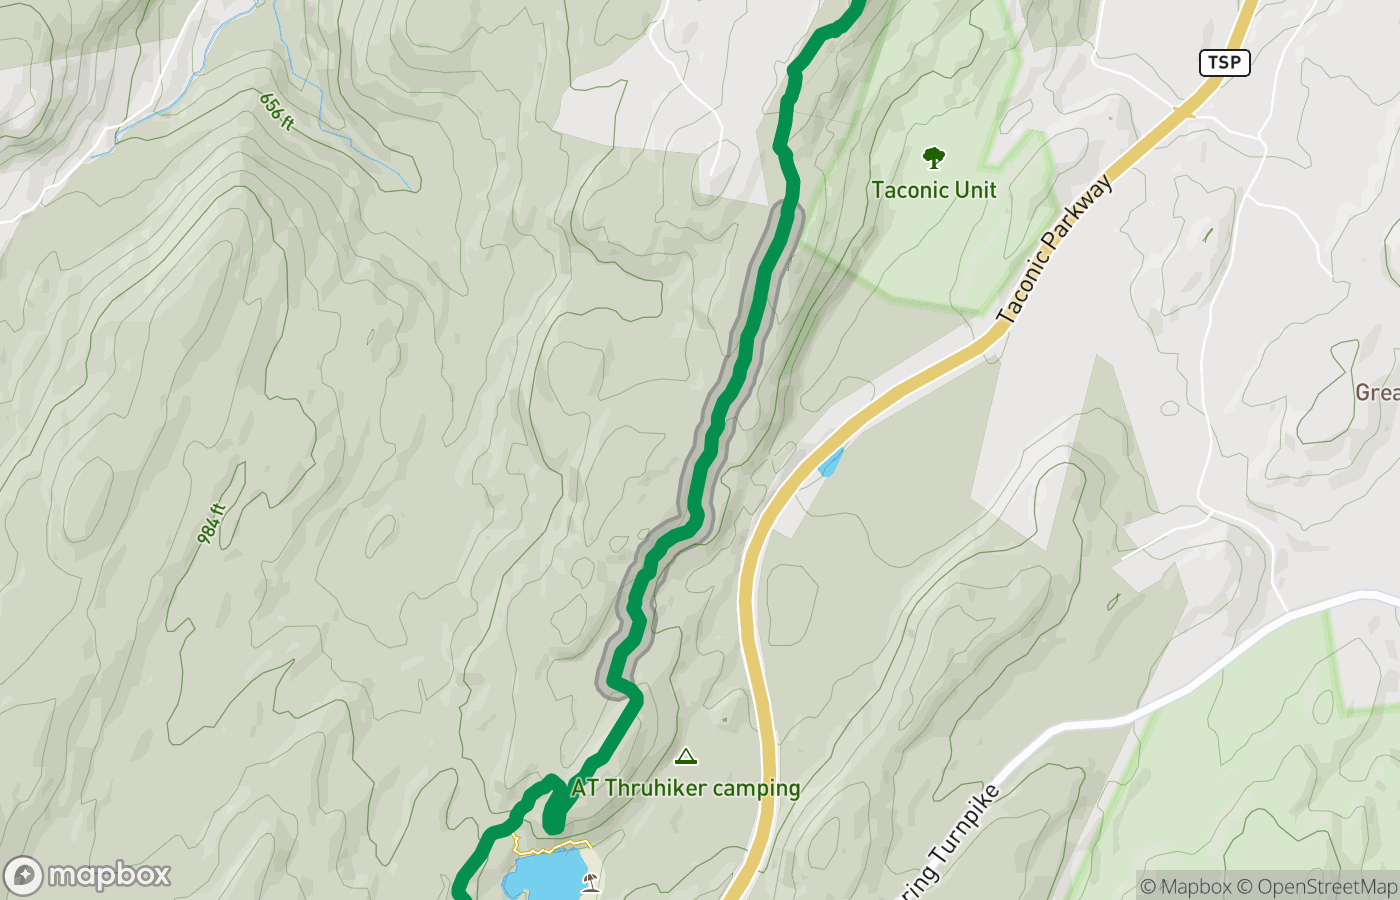 TSP
656 ft
Taconic Unit
Taconic Parkway
Grea
984 ft
AT Thruhiker camping
ring Turnpike
mapbox
© Mapbox © OpenStreetMap